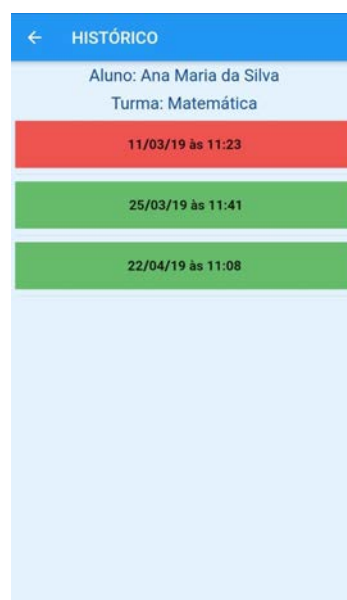 HISTÓRICO
Aluno: Ana Maria da Silva
Turma: Matemática
11/03/19 às 11:23
25/03/19 às 11:41
22/04/19 às 11:08